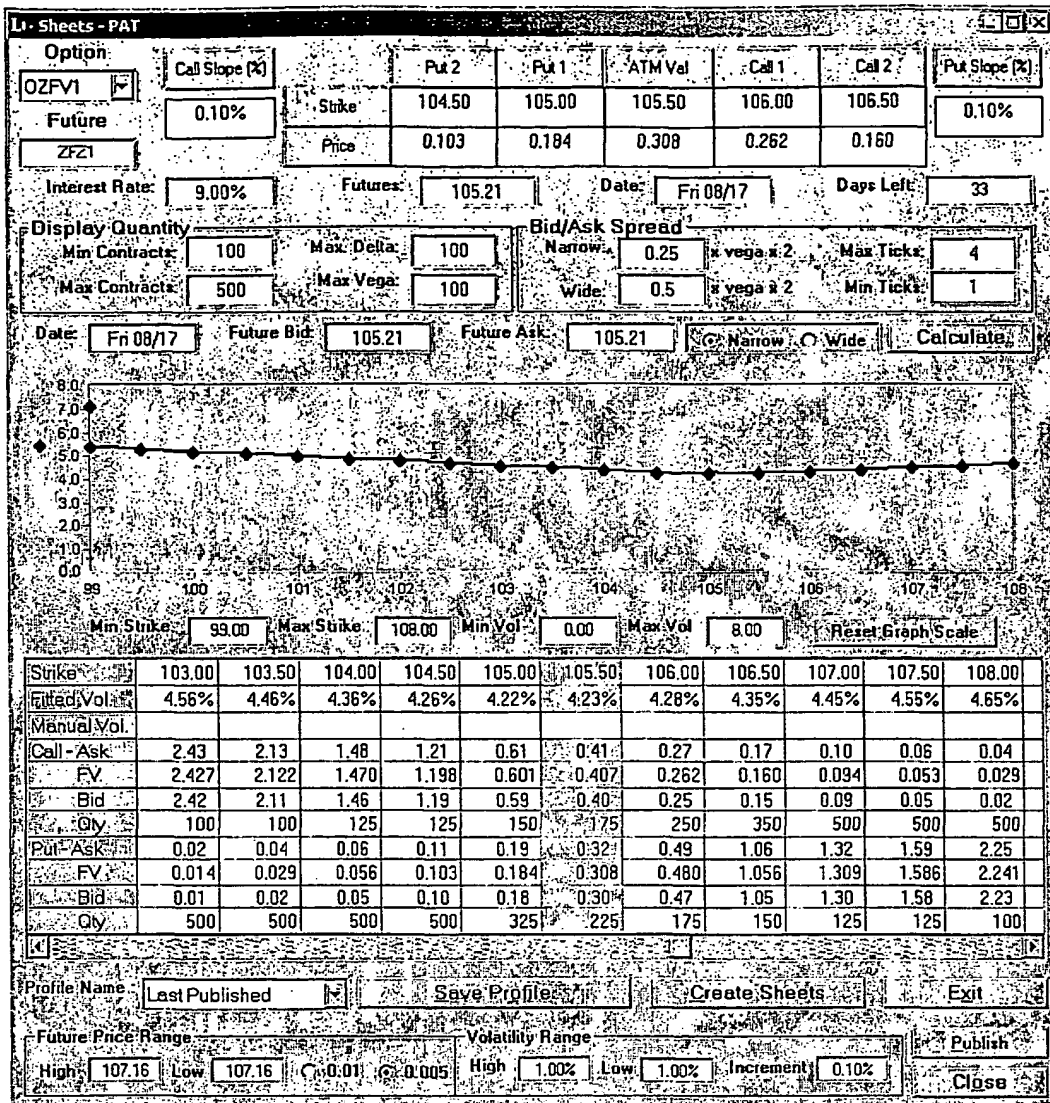 Sheets - PAT
Option
Call Slope (%)
Put 2 Put 1 ATM Val Call 1 Call 2
Put Slope (%)
OZFV1
0.10%
Strike 104.50 105.00 105.50 106.00 106.50
0.10%
Future
ZFZ1
Price 0.103 0.184 0.308 0.262 0.160
Interest Rate: 9.00% Futures: 105.21 Date: Fri 08/17 Days Left: 33
Display Quantity
Bid/Ask Spread
Min Contracts: 100 Max. Delta: 100 Narrow: 0.25 x vega x 2 Max Ticks: 4
Max Contracts: 500 Max Vega: 100 Wide: 0.5 x vega x 2 Min Ticks: 1
Date: Fri 08/17 Future Bid: 105.21 Future Ask: 105.21 Narrow Wide Calculate
8.0
7.0
6.0
5.0
4.0
3.0
2.0
1.0
0.0
99 100 101 102 103 104 105 106 107 108
Min Strike 99.00 Max Strike 108.00 Min Vol 0.00 Max Vol 8.00 Reset Graph Scale
Strike 103.00 103.50 104.00 104.50 105.00 105.50 106.00 106.50 107.00 107.50 108.00
Fitted Vol. 4.56% 4.46% 4.36% 4.26% 4.22% 4.23% 4.28% 4.35% 4.45% 4.55% 4.65%
Manual Vol.
Call - Ask 2.43 2.13 1.48 1.21 0.61 0.41 0.27 0.17 0.10 0.06 0.04
FV 2.427 2.122 1.470 1.198 0.601 0.407 0.262 0.160 0.094 0.053 0.029
Bid 2.42 2.11 1.46 1.19 0.59 0.40 0.25 0.15 0.09 0.05 0.02
Qty 100 100 125 125 150 175 250 350 500 500 500
Put - Ask 0.02 0.04 0.06 0.11 0.19 0.32 0.49 1.06 1.32 1.59 2.25
FV 0.014 0.029 0.056 0.103 0.184 0.308 0.480 1.056 1.309 1.586 2.241
Bid 0.01 0.02 0.05 0.10 0.18 0.30 0.47 1.05 1.30 1.58 2.23
Qty 500 500 500 500 325 225 175 150 125 125 100
Profile Name Last Published Save Profile Create Sheets Exit
Future Price Range
Volatility Range
Publish
High 107.16 Low 107.16 0.01 0.005 High 1.00% Low 1.00% Increment 0.10%
Close